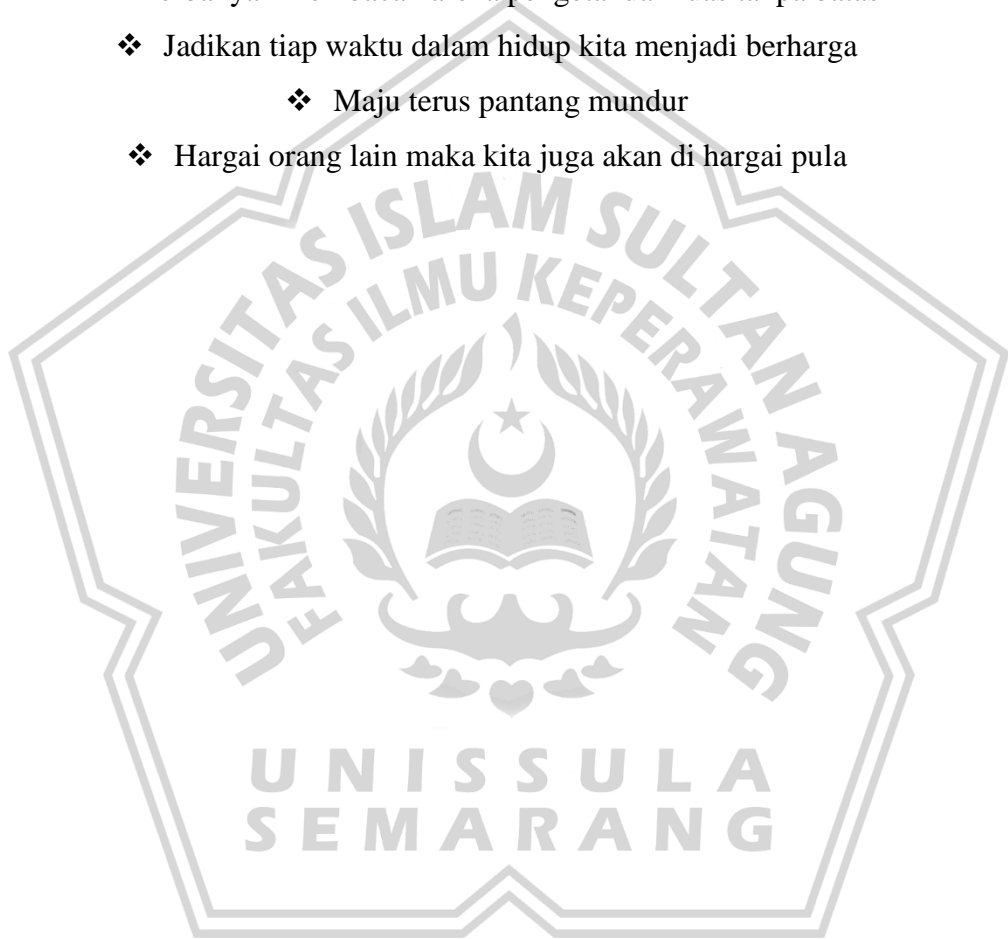 ❖ Jadikan tiap waktu dalam hidup kita menjadi berharga
❖ Maju terus pantang mundur
❖ Hargai orang lain maka kita juga akan di hargai pula
UNIVERSITAS ISLAM SULTAN AGUNG
FAKULTAS ILMU KEPERAWATAN
UNISSULA
SEMARANG